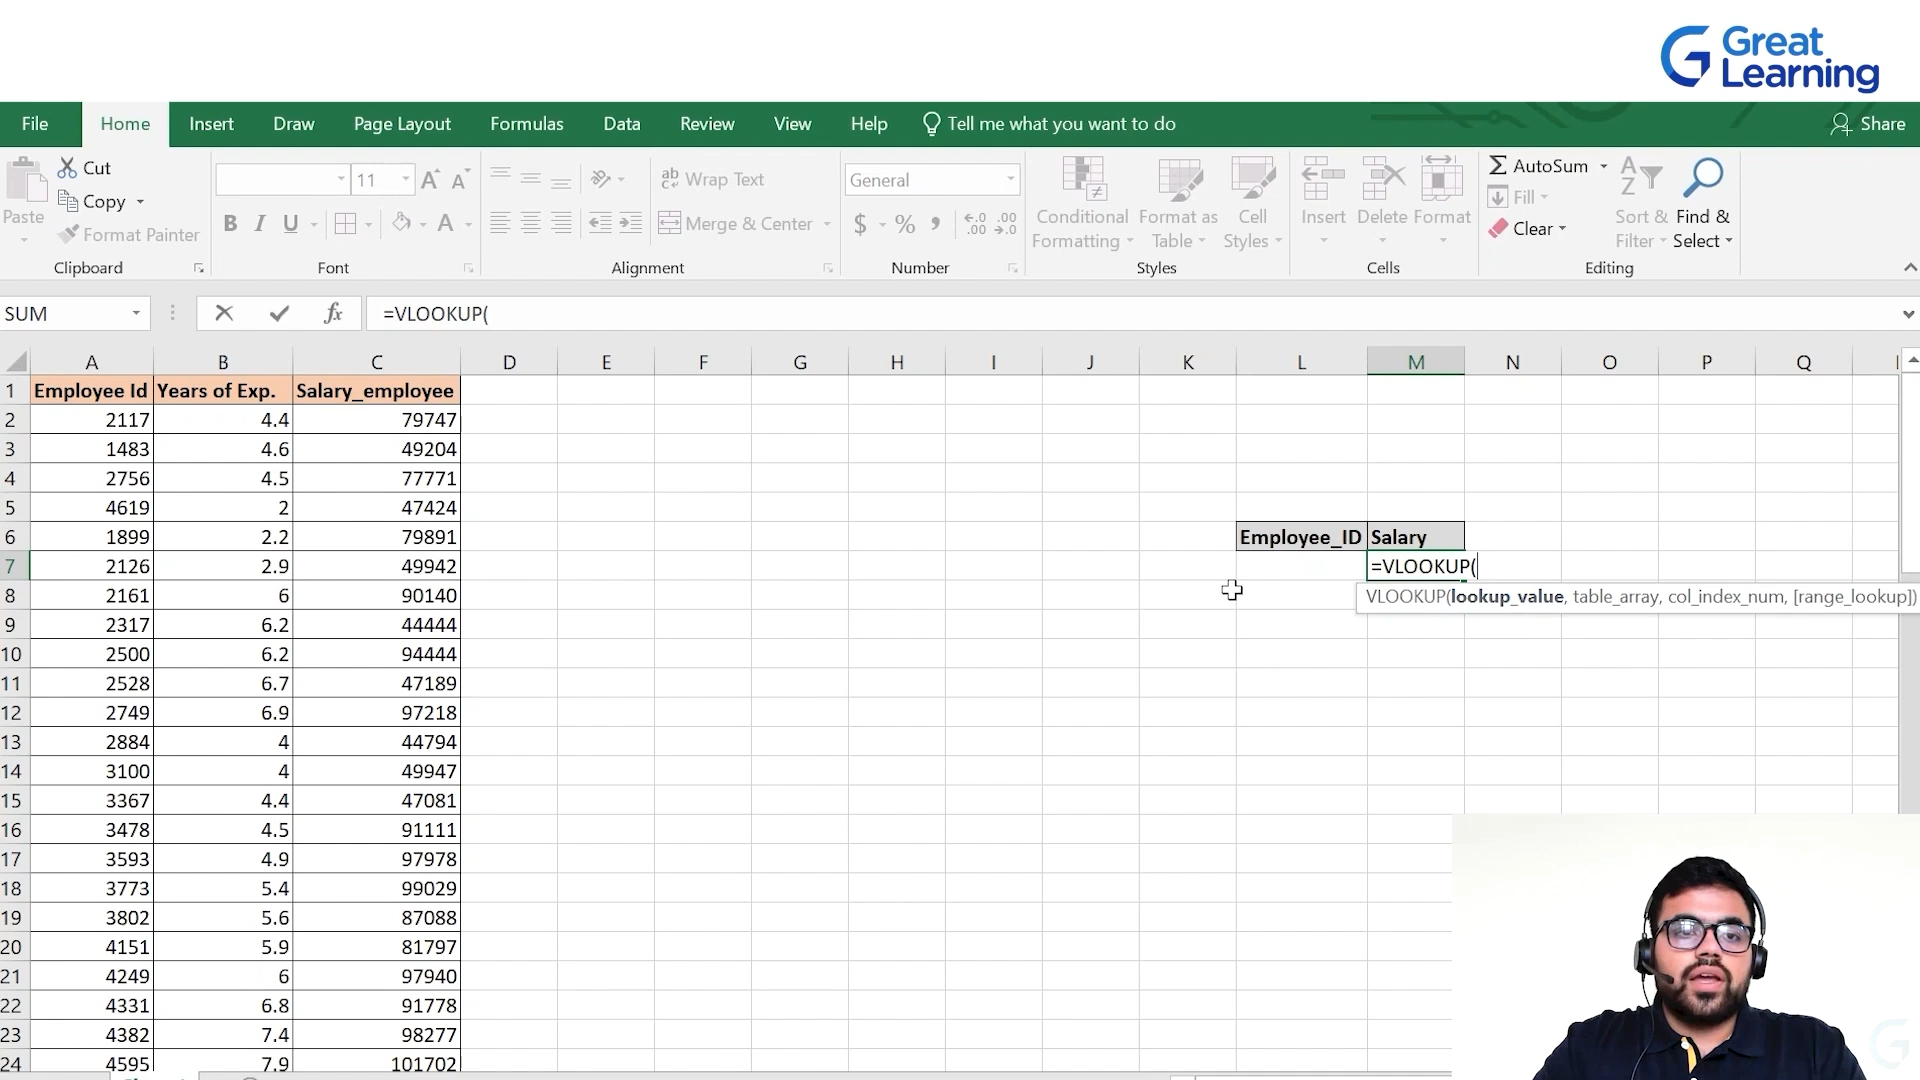 Great
Learning
File Home Insert Draw Page Layout Formulas Data Review View Help Tell me what you want to do Share
Paste
Cut
Copy
Format Painter
Clipboard
11
B I U A
Font
ab Wrap Text
Merge & Center
Alignment
General
$ % , .00 .00
Number
Conditional
Formatting
Format as
Table
Cell
Styles
Styles
Insert Delete Format
Cells
Σ AutoSum
Fill
Clear
Sort &
Filter
Find &
Select
Editing
SUM fx =VLOOKUP(
A B C D E F G H I J K L M N O P Q
1 Employee Id Years of Exp. Salary_employee
2 2117 4.4 79747
3 1483 4.6 49204
4 2756 4.5 77771
5 4619 2 47424
6 1899 2.2 79891 Employee_ID Salary
7 2126 2.9 49942 =VLOOKUP(
8 2161 6 90140 VLOOKUP(lookup_value, table_array, col_index_num, [range_lookup])
9 2317 6.2 44444
10 2500 6.2 94444
11 2528 6.7 47189
12 2749 6.9 97218
13 2884 4 44794
14 3100 4 49947
15 3367 4.4 47081
16 3478 4.5 91111
17 3593 4.9 97978
18 3773 5.4 99029
19 3802 5.6 87088
20 4151 5.9 81797
21 4249 6 97940
22 4331 6.8 91778
23 4382 7.4 98277
24 4595 7.9 101702